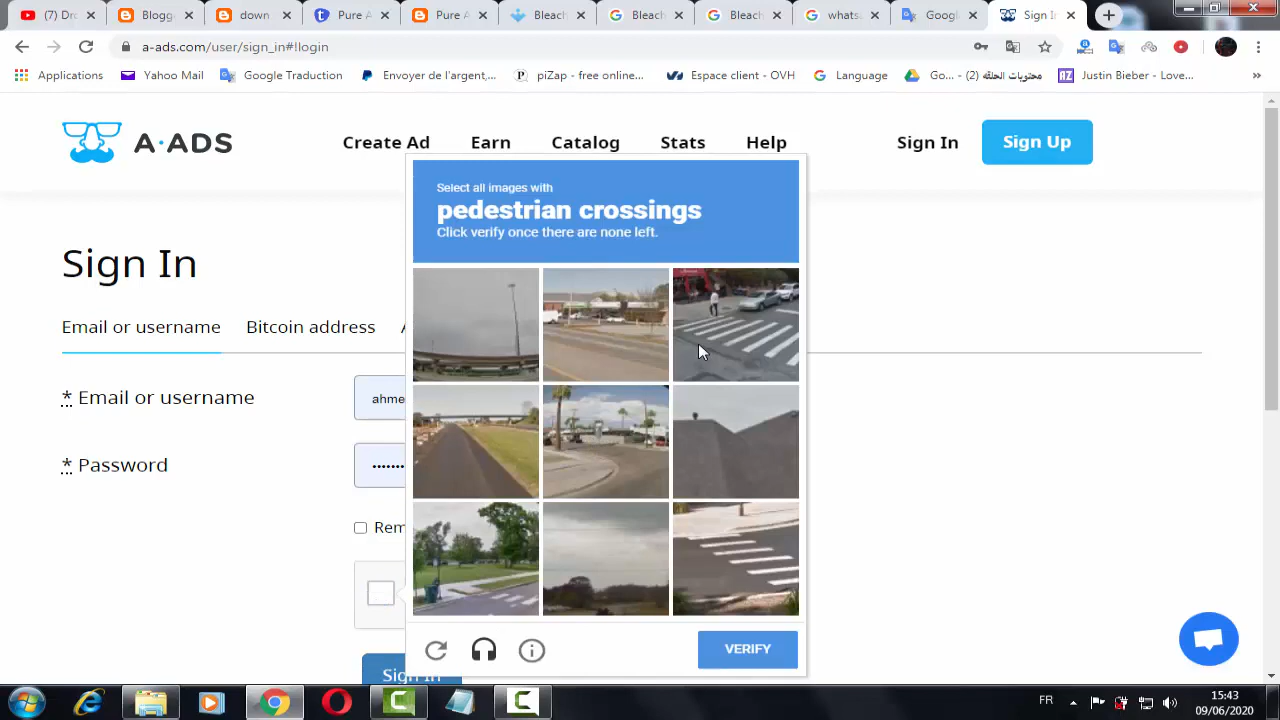 (7) Dro
Blogg
down
Pure A
Pure A
Bleach
Bleach
whats
Googl
Sign In
a-ads.com/user/sign_in#!login
Applications
Yahoo Mail
Google Traduction
Envoyer de l'argent,...
piZap - free online...
Espace client - OVH
Language
محتويات الحلقه (2) - Go...
Justin Bieber - Love...
»
A·ADS
Create Ad
Earn
Catalog
Stats
Help
Sign In
Sign Up
Select all images with
pedestrian crossings
Click verify once there are none left.
Sign In
Email or username
Bitcoin address
* Email or username
ahme
* Password
•••••••
Rem
VERIFY
Sign In
FR
15:43
09/06/2020